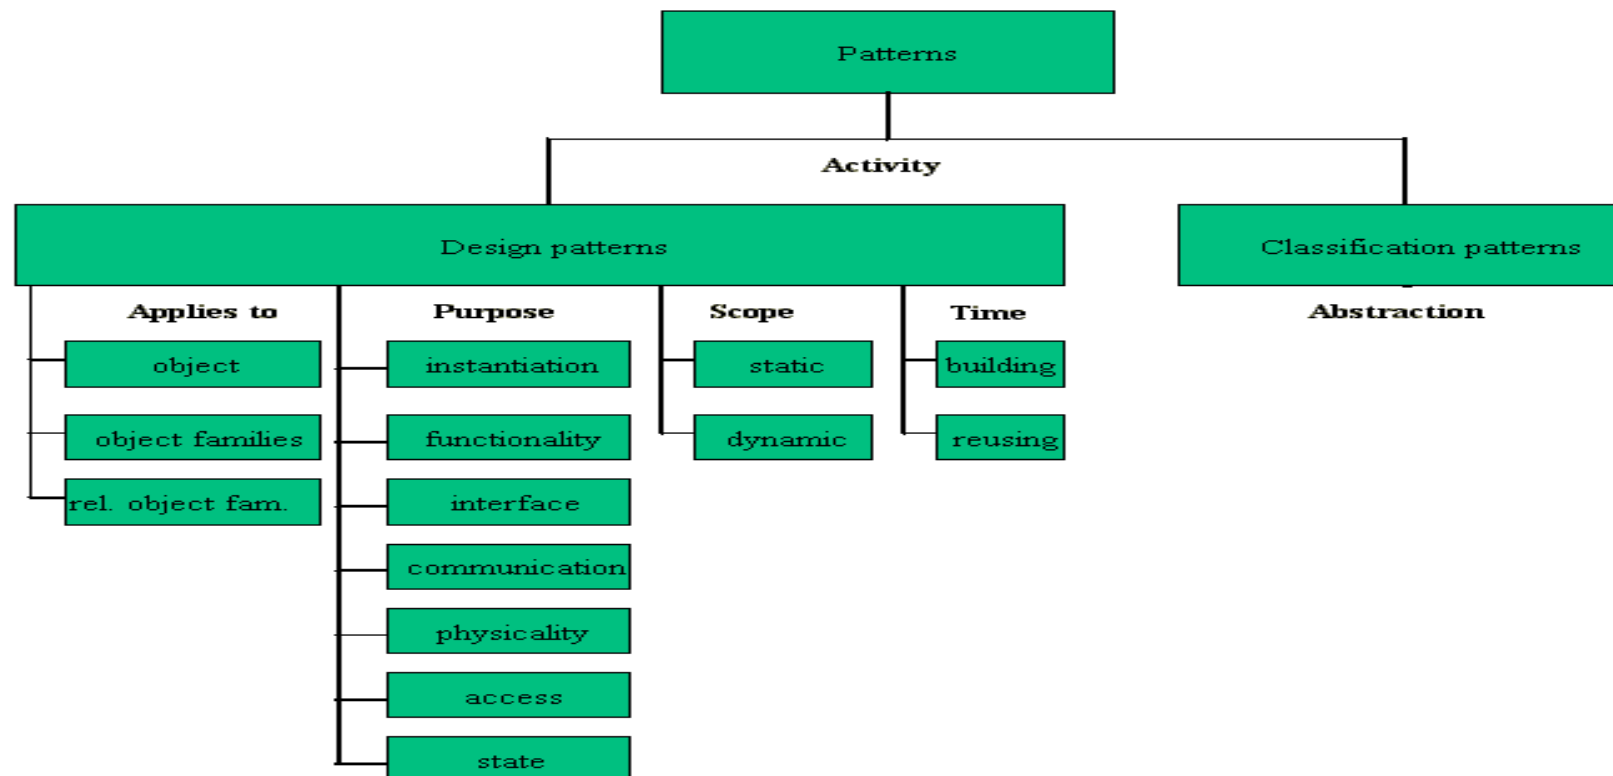 Patterns
Activity
Design patterns
Classification patterns
Applies to
Purpose
Scope
Time
Abstraction
object
instantiation
static
building
object families
functionality
dynamic
reusing
rel. object fam.
interface
communication
physicality
access
state